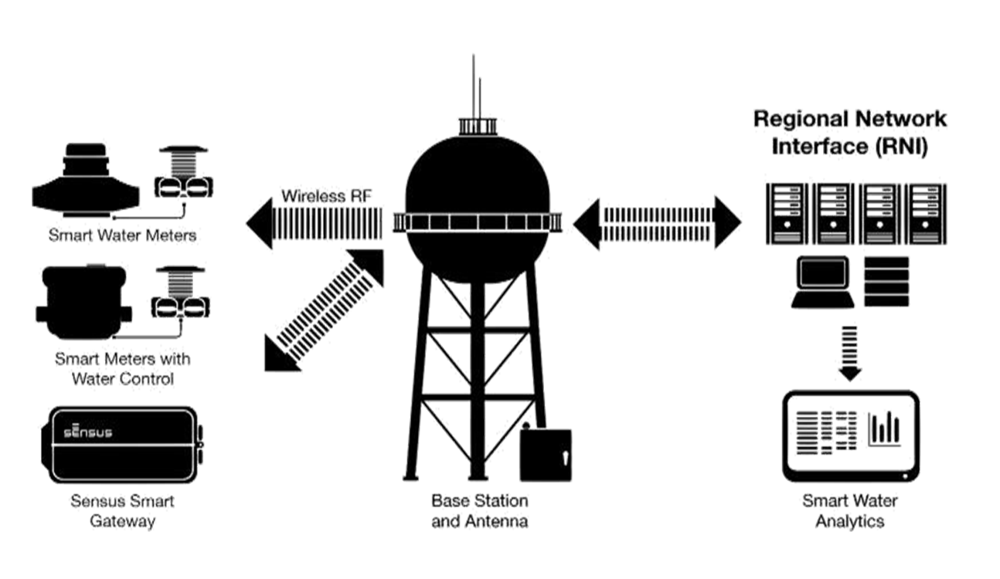 Regional Network
Interface (RNI)
Wireless RF
Smart Water Meters
Smart Meters with
Water Control
sensus
Sensus Smart
Gateway
Base Station
and Antenna
Smart Water
Analytics